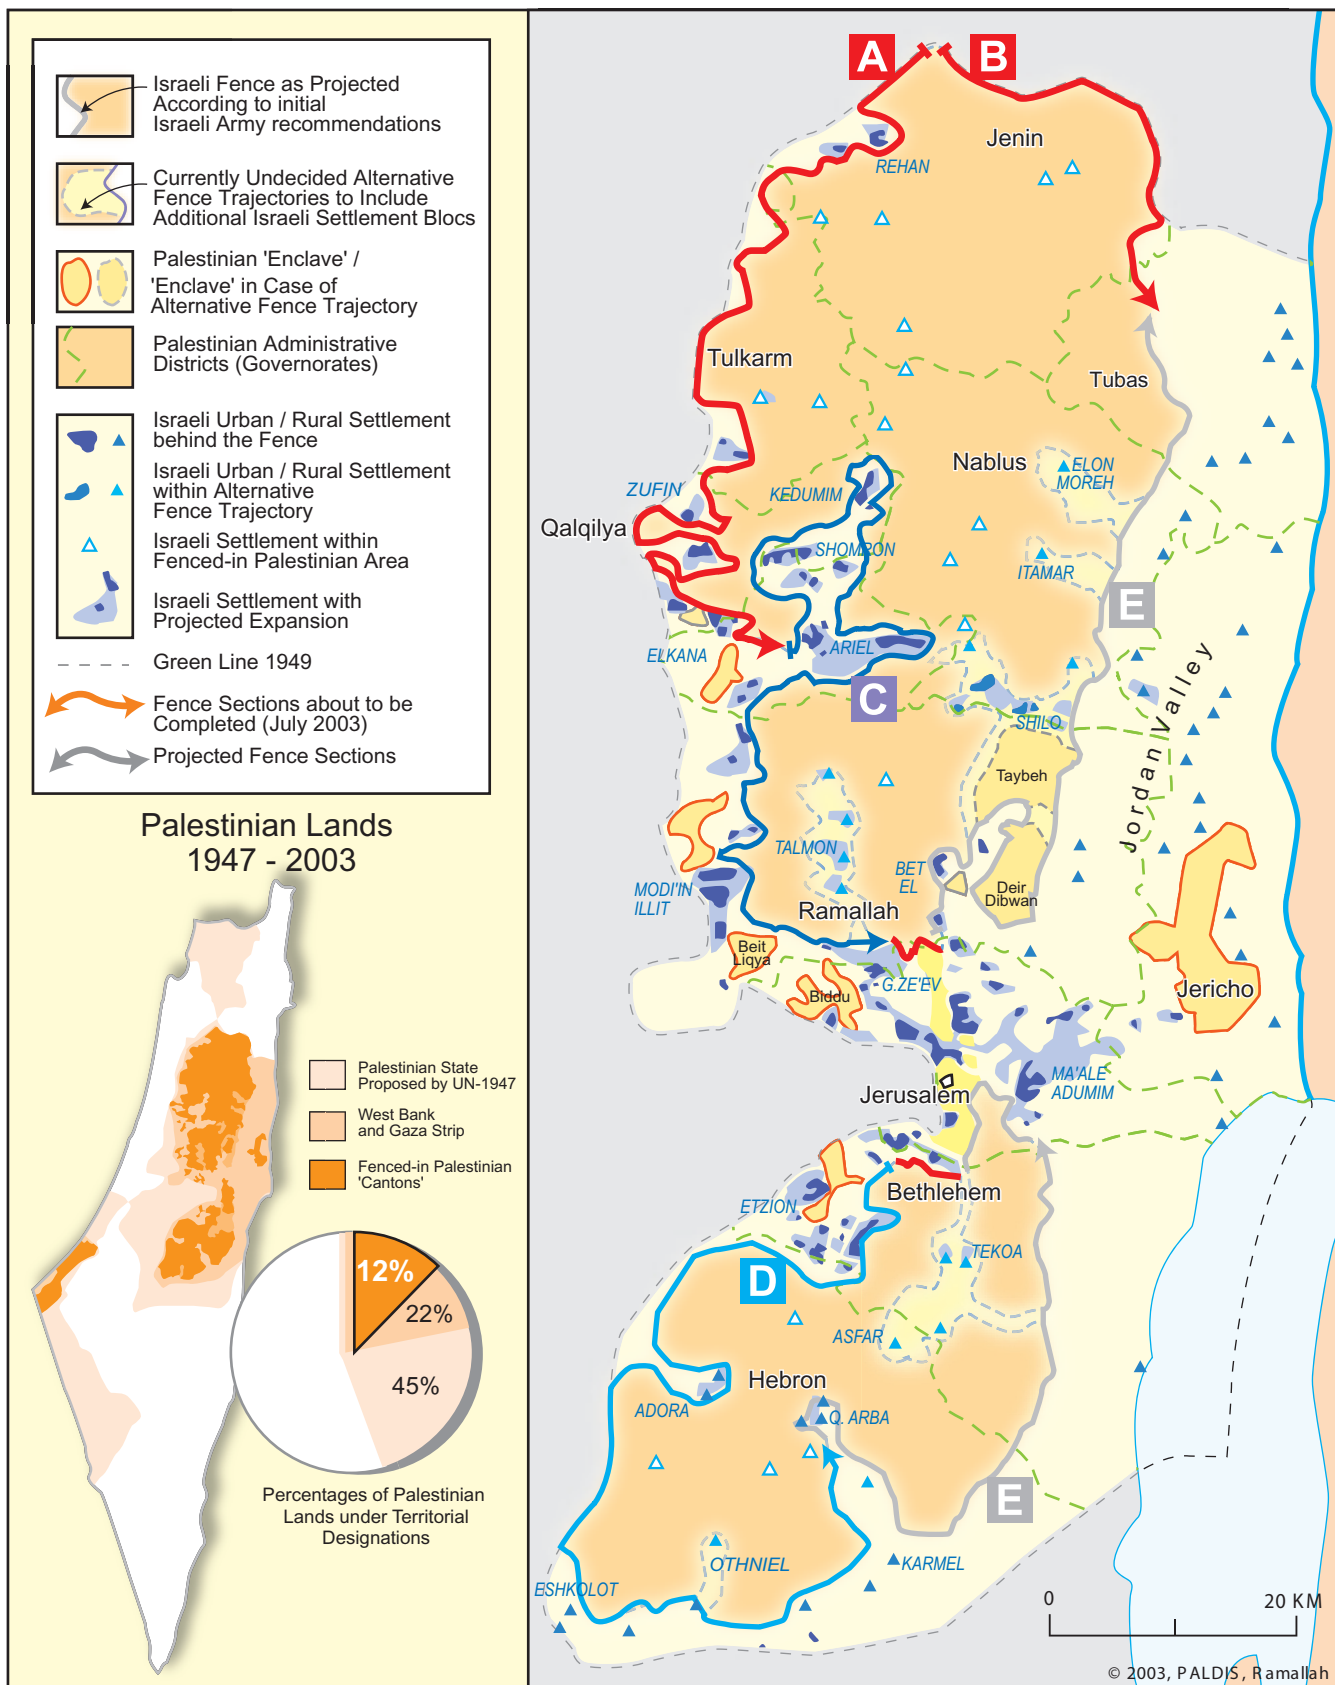 Israeli Fence as Projected
According to initial
Israeli Army recommendations
Currently Undecided Alternative
Fence Trajectories to Include
Additional Israeli Settlement Blocs
Palestinian 'Enclave' /
'Enclave' in Case of
Alternative Fence Trajectory
Palestinian Administrative
Districts (Governorates)
Israeli Urban / Rural Settlement
behind the Fence
Israeli Urban / Rural Settlement
within Alternative
Fence Trajectory
Israeli Settlement within
Fenced-in Palestinian Area
Israeli Settlement with
Projected Expansion
Green Line 1949
Fence Sections about to be
Completed (July 2003)
Projected Fence Sections
Palestinian Lands
1947 - 2003
Palestinian State
Proposed by UN-1947
West Bank
and Gaza Strip
Fenced-in Palestinian
'Cantons'
12%
22%
45%
Percentages of Palestinian
Lands under Territorial
Designations
A
B
Jenin
REHAN
Tulkarm
Tubas
Nablus
ELON
MOREH
ZUFIN
KEDUMIM
Qalqilya
SHOMRON
ITAMAR
E
ELKANA
ARIEL
C
SHILO
Jordan Valley
Taybeh
TALMON
BET
EL
MODI'IN
ILLIT
Deir
Dibwan
Ramallah
Beit
Liqya
Biddu
G.ZE'EV
Jericho
MA'ALE
ADUMIM
Jerusalem
ETZION
Bethlehem
TEKOA
D
ASFAR
Hebron
ADORA
Q. ARBA
E
OTHNIEL
KARMEL
ESHKOLOT
0
20 KM
© 2003, PALDIS, Ramallah